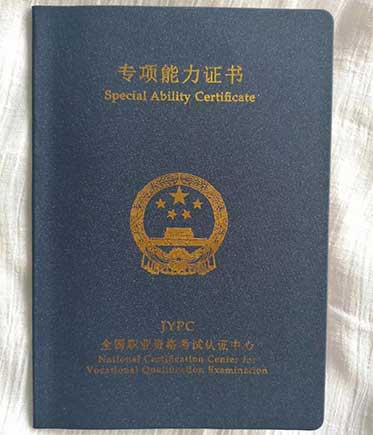 专项能力证书
Special Ability Certificate
JYPC
全国职业资格考试认证中心
National Certification Center for
Vocational Qualification Examination